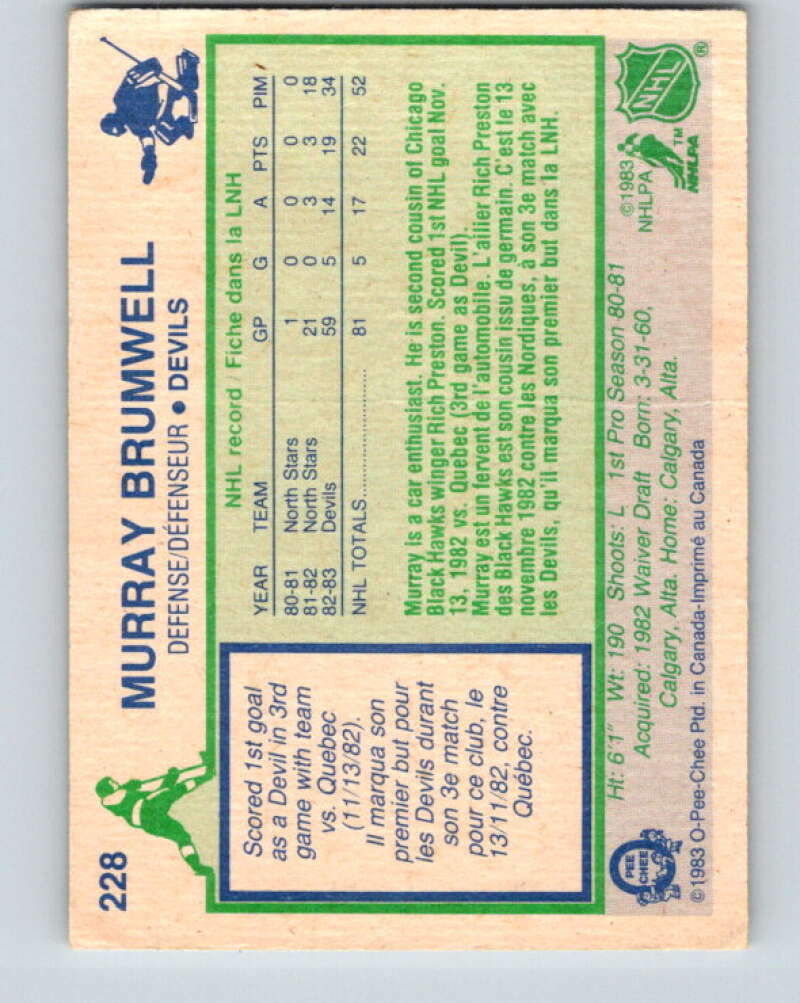 228
MURRAY BRUMWELL
DEFENSE/DÉFENSEUR • DEVILS
Scored 1st goal
as a Devil in 3rd
game with team
vs. Quebec
(11/13/82).
Il marqua son
premier but pour
les Devils durant
son 3e match
pour ce club, le
13/11/82, contre
Québec.
NHL record / Fiche dans la LNH
YEAR TEAM GP G A PTS PIM
80-81 North Stars 1 0 0 0 0
81-82 North Stars 21 0 3 3 18
82-83 Devils 59 5 14 19 34
NHL TOTALS.................... 81 5 17 22 52
Murray is a car enthusiast. He is second cousin of Chicago
Black Hawks winger Rich Preston. Scored 1st NHL goal Nov.
13, 1982 vs. Quebec (3rd game as Devil).
Murray est un fervent de l'automobile. L'ailier Rich Preston
des Black Hawks est son cousin issu de germain. C'est le 13
novembre 1982 contre les Nordiques, à son 3e match avec
les Devils, qu'il marqua son premier but dans la LNH.
Ht: 6'1" Wt: 190 Shoots: L 1st Pro Season 80-81
Acquired: 1982 Waiver Draft Born: 3-31-60,
Calgary, Alta. Home: Calgary, Alta.
©1983
NHLPA
NHLPA
TM
NHL
®
O
PEE
CHEE
©1983 O-Pee-Chee Ptd. in Canada-Imprimé au Canada